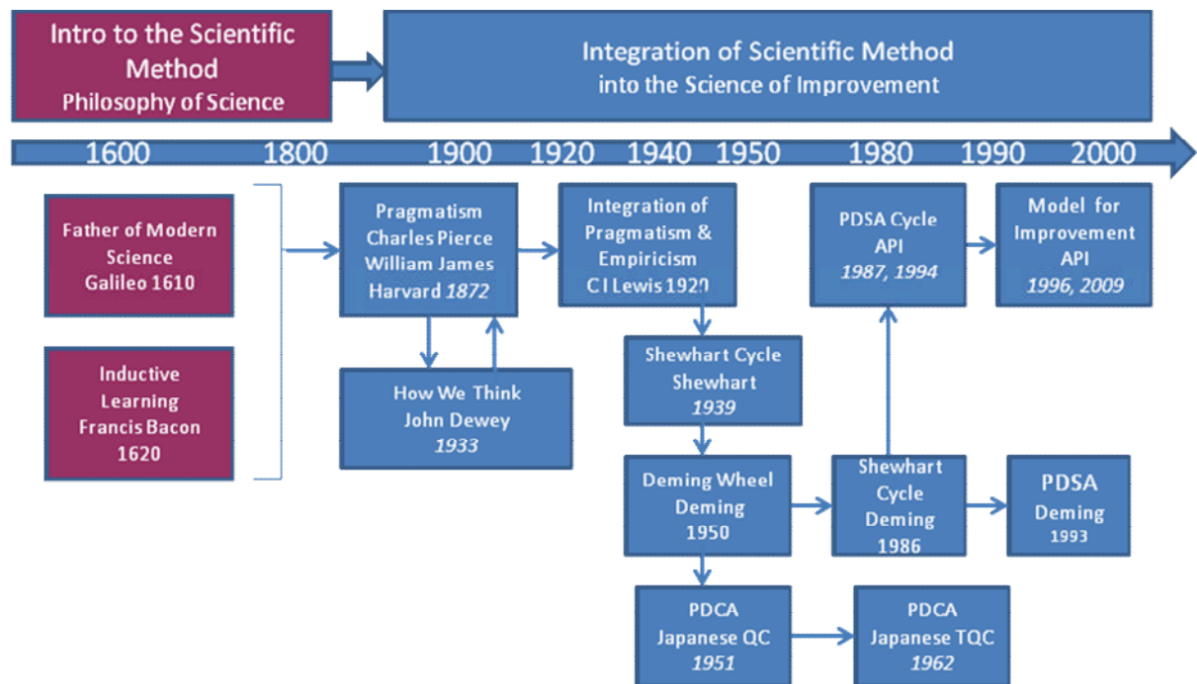 Intro to the Scientific
Method
Philosophy of Science
Integration of Scientific Method
into the Science of Improvement
1600 1800 1900 1920 1940 1950 1980 1990 2000
Father of Modern
Science
Galileo 1610
Inductive
Learning
Francis Bacon
1620
Pragmatism
Charles Pierce
William James
Harvard 1872
How We Think
John Dewey
1933
Integration of
Pragmatism &
Empiricism
C I Lewis 1920
Shewhart Cycle
Shewhart
1939
Deming Wheel
Deming
1950
PDCA
Japanese QC
1951
PDSA Cycle
API
1987, 1994
Model for
Improvement
API
1996, 2009
Shewhart
Cycle
Deming
1986
PDSA
Deming
1993
PDCA
Japanese TQC
1962